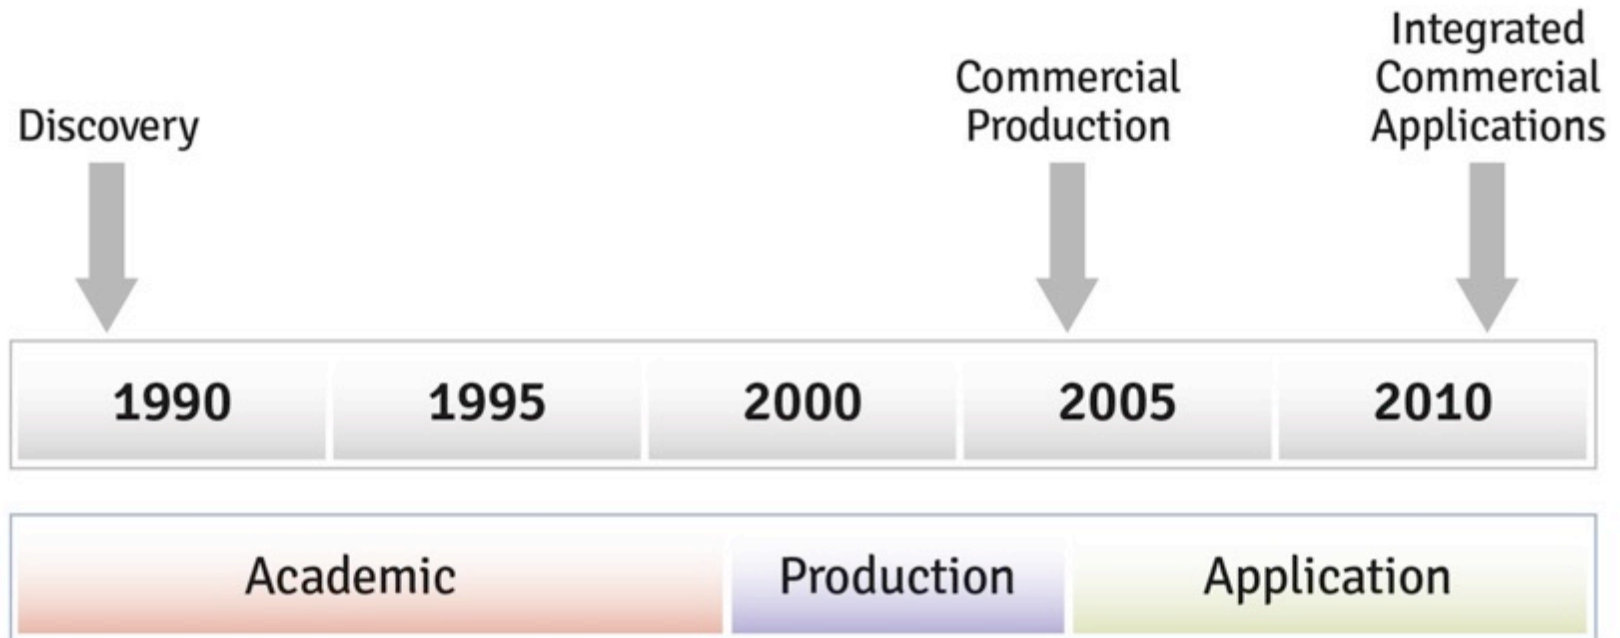 Discovery
Commercial
Production
Integrated
Commercial
Applications
1990 1995 2000 2005 2010
Academic Production Application